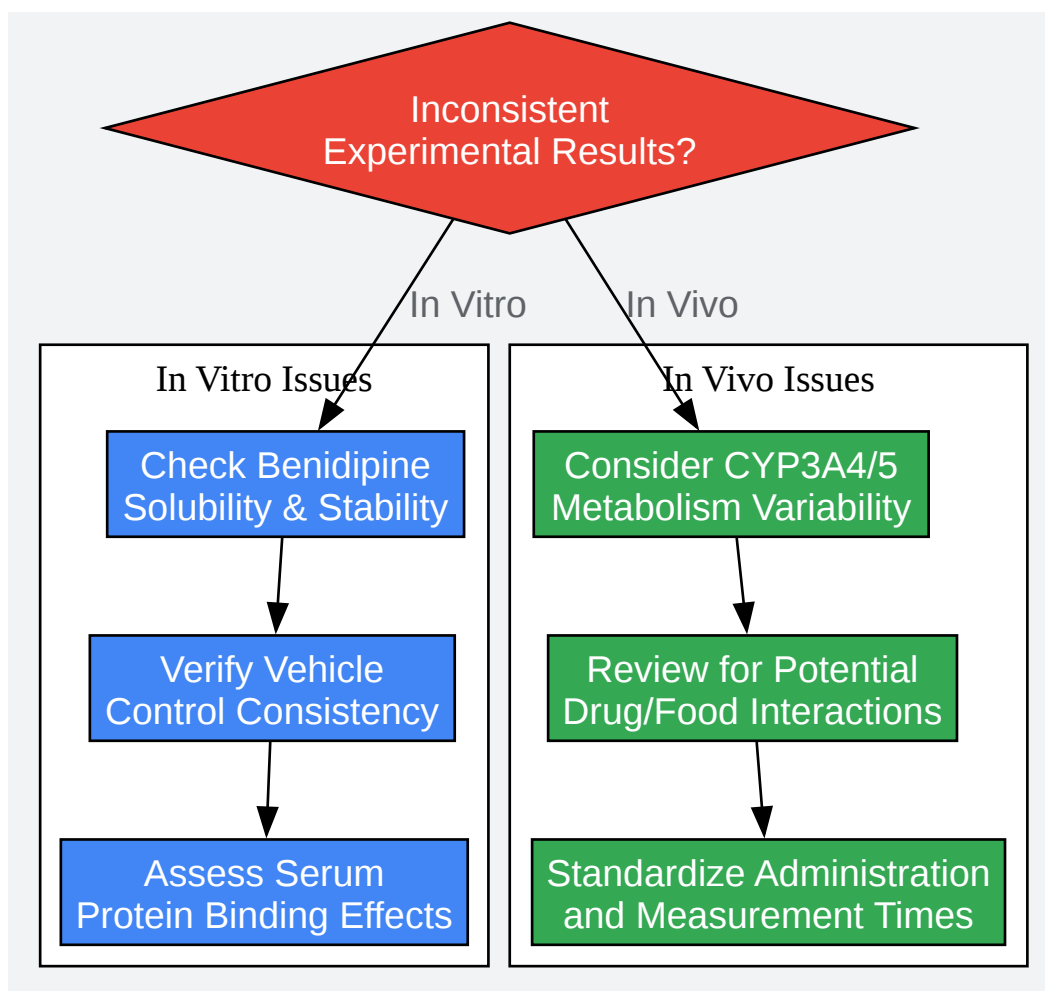 Inconsistent
Experimental Results?
In Vitro
In Vivo
In Vitro Issues
Check Benidipine
Solubility & Stability
Verify Vehicle
Control Consistency
Assess Serum
Protein Binding Effects
In Vivo Issues
Consider CYP3A4/5
Metabolism Variability
Review for Potential
Drug/Food Interactions
Standardize Administration
and Measurement Times